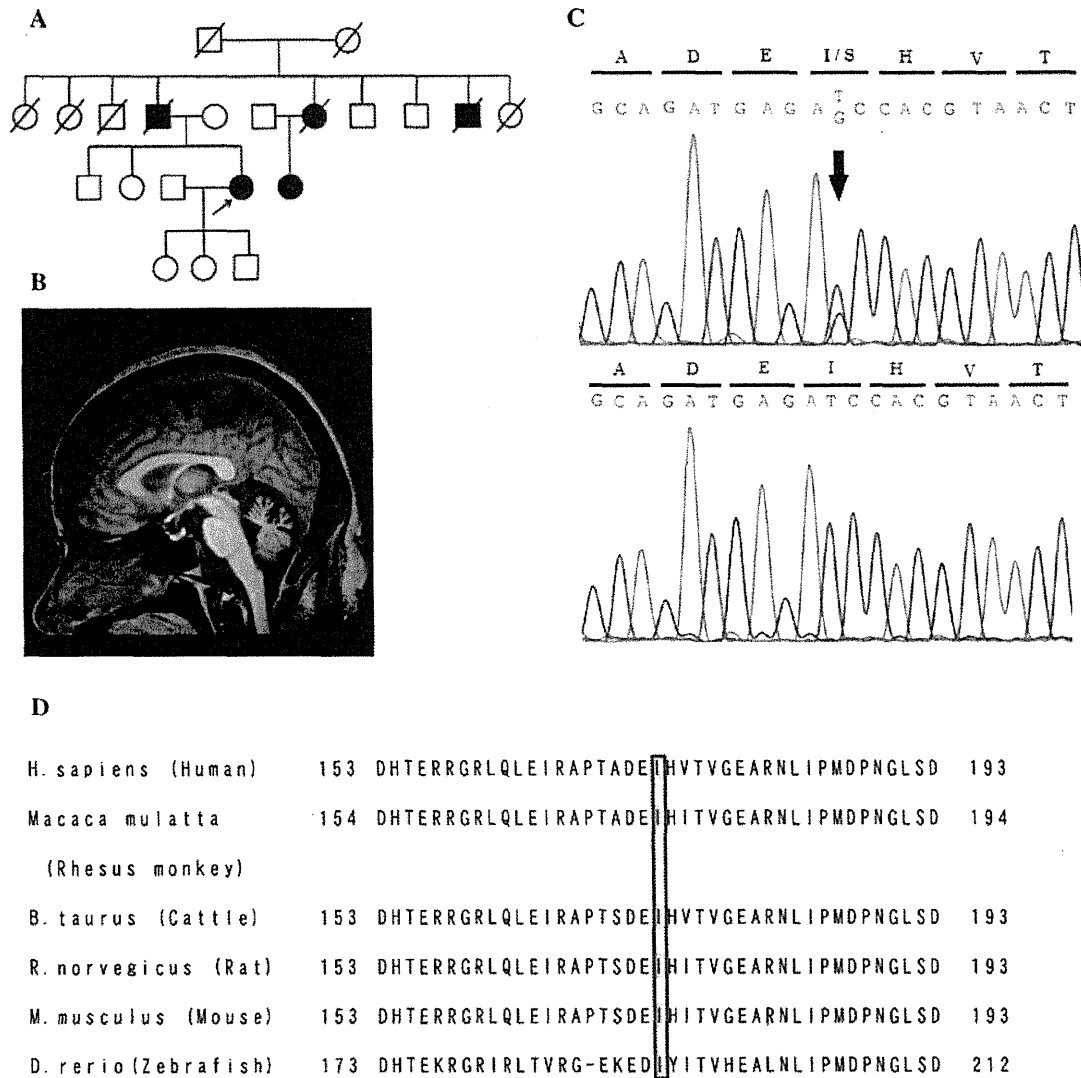 A
B
C
A D E I/S H V T
T
G C A G A T G A G A C C A C G T A A C T
G
A D E I H V T
G C A G A T G A G A T C C A C G T A A C T
D
H. sapiens (Human) 153 DHTERRGRLQLEIRAPTADEIHVTVGEARNLIPMDPNGLSD 193
Macaca mulatta 154 DHTERRGRLQLEIRAPTADEIHITVGEARNLIPMDPNGLSD 194
(Rhesus monkey)
B. taurus (Cattle) 153 DHTERRGRLQLEIRAPTSDEIHVTVGEARNLIPMDPNGLSD 193
R. norvegicus (Rat) 153 DHTERRGRLQLEIRAPTSDEIHITVGEARNLIPMDPNGLSD 193
M. musculus (Mouse) 153 DHTERRGRLQLEIRAPTSDEIHITVGEARNLIPMDPNGLSD 193
D. rerio (Zebrafish) 173 DHTEKRGRIRLTVRG-EKEDIYITVHEALNLIPMDPNGLSD 212